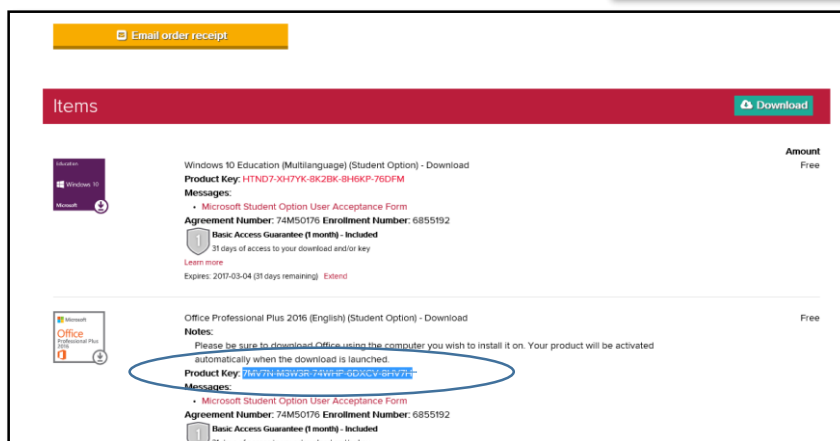 Email order receipt
Items
Download
Amount
Education
Windows 10
Microsoft
Windows 10 Education (Multilanguage) (Student Option) - Download
Free
Product Key: HTND7-XH7YK-8K2BK-8H6KP-76DFM
Messages:
• Microsoft Student Option User Acceptance Form
Agreement Number: 74M50176 Enrollment Number: 6855192
1
Basic Access Guarantee (1 month) - Included
31 days of access to your download and/or key
Learn more
Expires: 2017-03-04 (31 days remaining) Extend
Microsoft
Office
Professional Plus
2016
Office Professional Plus 2016 (English) (Student Option) - Download
Free
Notes:
Please be sure to download Office using the computer you wish to install it on. Your product will be activated
automatically when the download is launched.
Product Key:
Messages:
• Microsoft Student Option User Acceptance Form
Agreement Number: 74M50176 Enrollment Number: 6855192
1
Basic Access Guarantee (1 month) - Included